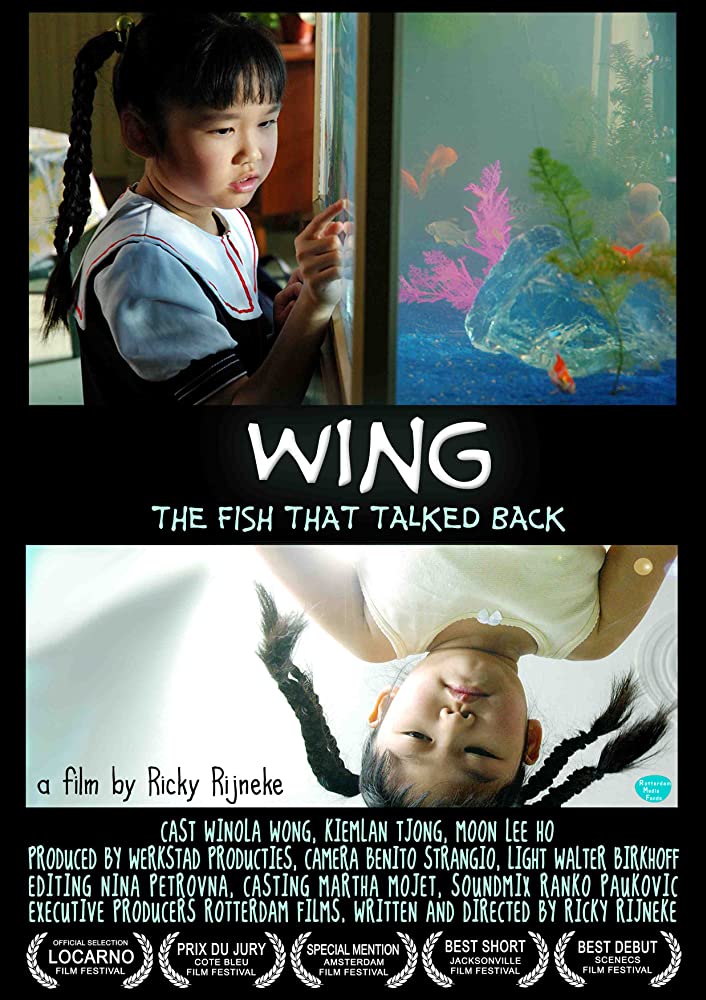 WING
THE FISH THAT TALKED BACK
a film by Ricky Rijneke
Rotterdam
Media
Fonds
CAST WINOLA WONG, KIEMLAN TJONG, MOON LEE HO
PRODUCED BY WERKSTAD PRODUCTIES, CAMERA BENITO STRANGIO, LIGHT WALTER BIRKHOFF
EDITING NINA PETROVNA, CASTING MARTHA MOJET, SOUNDMIX RANKO PAUKOVIC
EXECUTIVE PRODUCERS ROTTERDAM FILMS. WRITTEN AND DIRECTED BY RICKY RIJNEKE
OFFICIAL SELECTION
LOCARNO
FILM FESTIVAL
PRIX DU JURY
COTE BLEU
FILM FESTIVAL
SPECIAL MENTION
AMSTERDAM
FILM FESTIVAL
BEST SHORT
JACKSONVILLE
FILM FESTIVAL
BEST DEBUT
SCENECS
FILM FESTIVAL